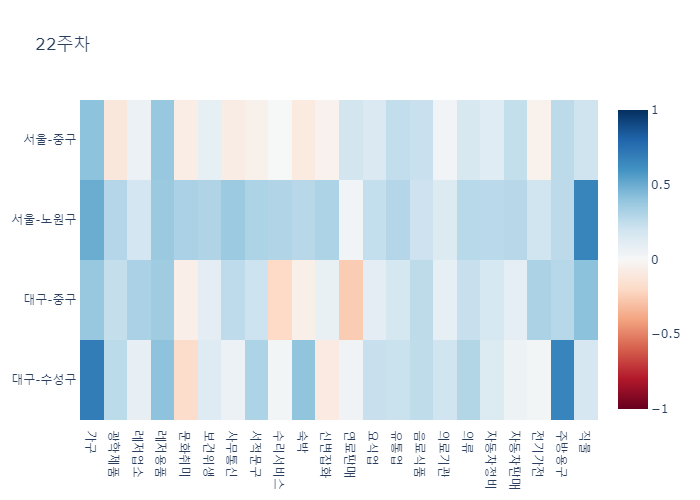 22주차
서울-중구
서울-노원구
대구-중구
대구-수성구
가구
광학제품
레저업소
레저용품
문화취미
보건위생
사무통신
서적문구
수리서비스
숙박
신변잡화
연료판매
요식업
유통업
음료식품
의료기관
의류
자동차정비
자동차판매
전기가전
주방용구
직물
1
0.5
0
−0.5
−1